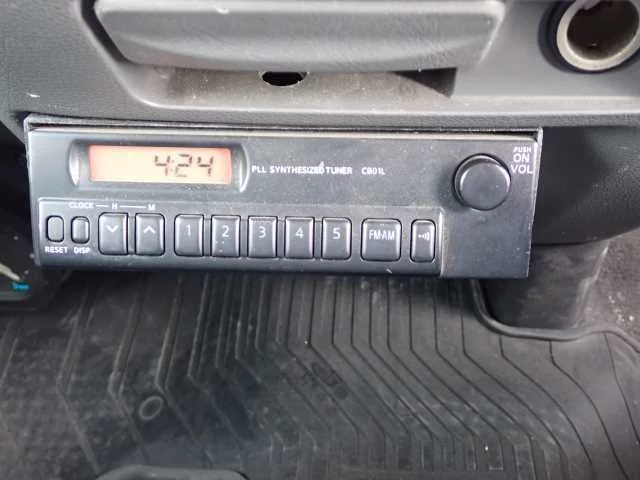 4:24
PLL SYNTHESIZED TUNER CB01L
PUSH
ON
VOL
CLOCK H M
1 2 3 4 5 FM·AM
RESET DISP